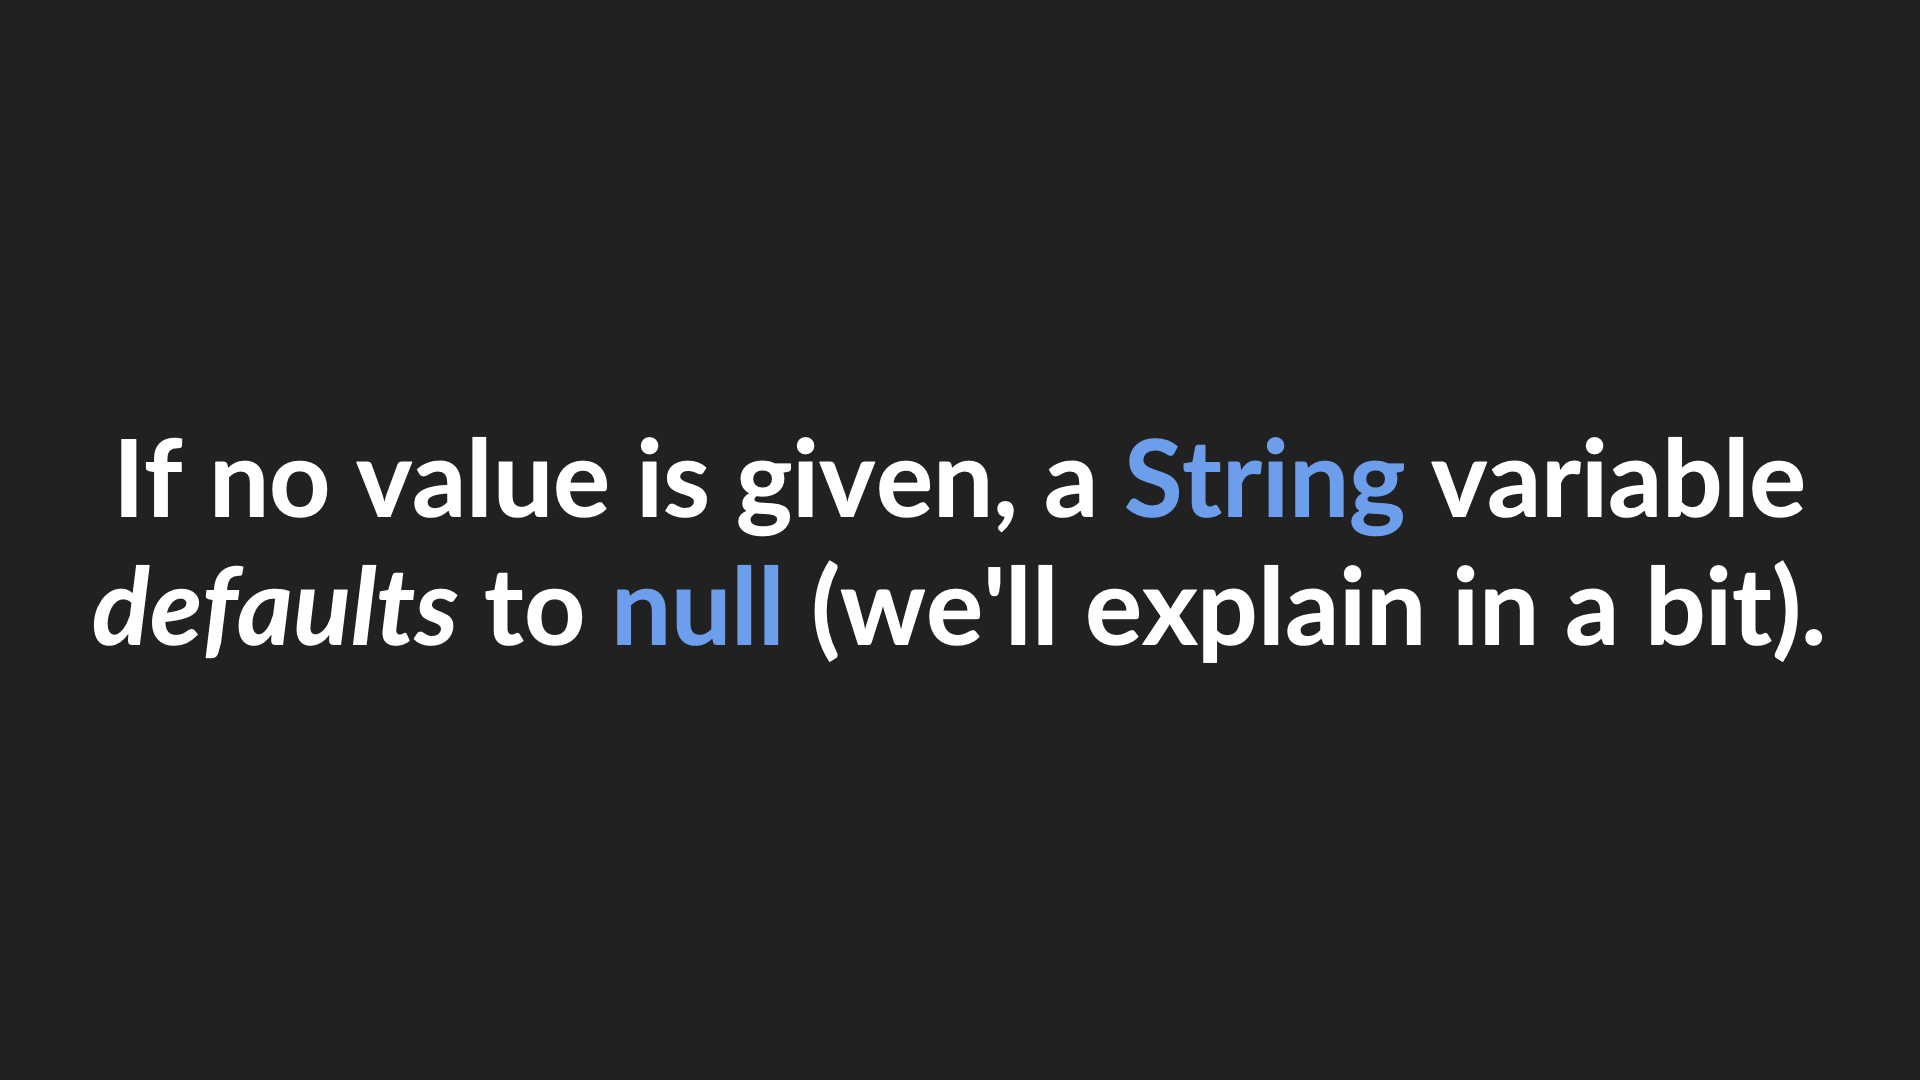 If no value is given, a String variable
defaults to null (we'll explain in a bit).